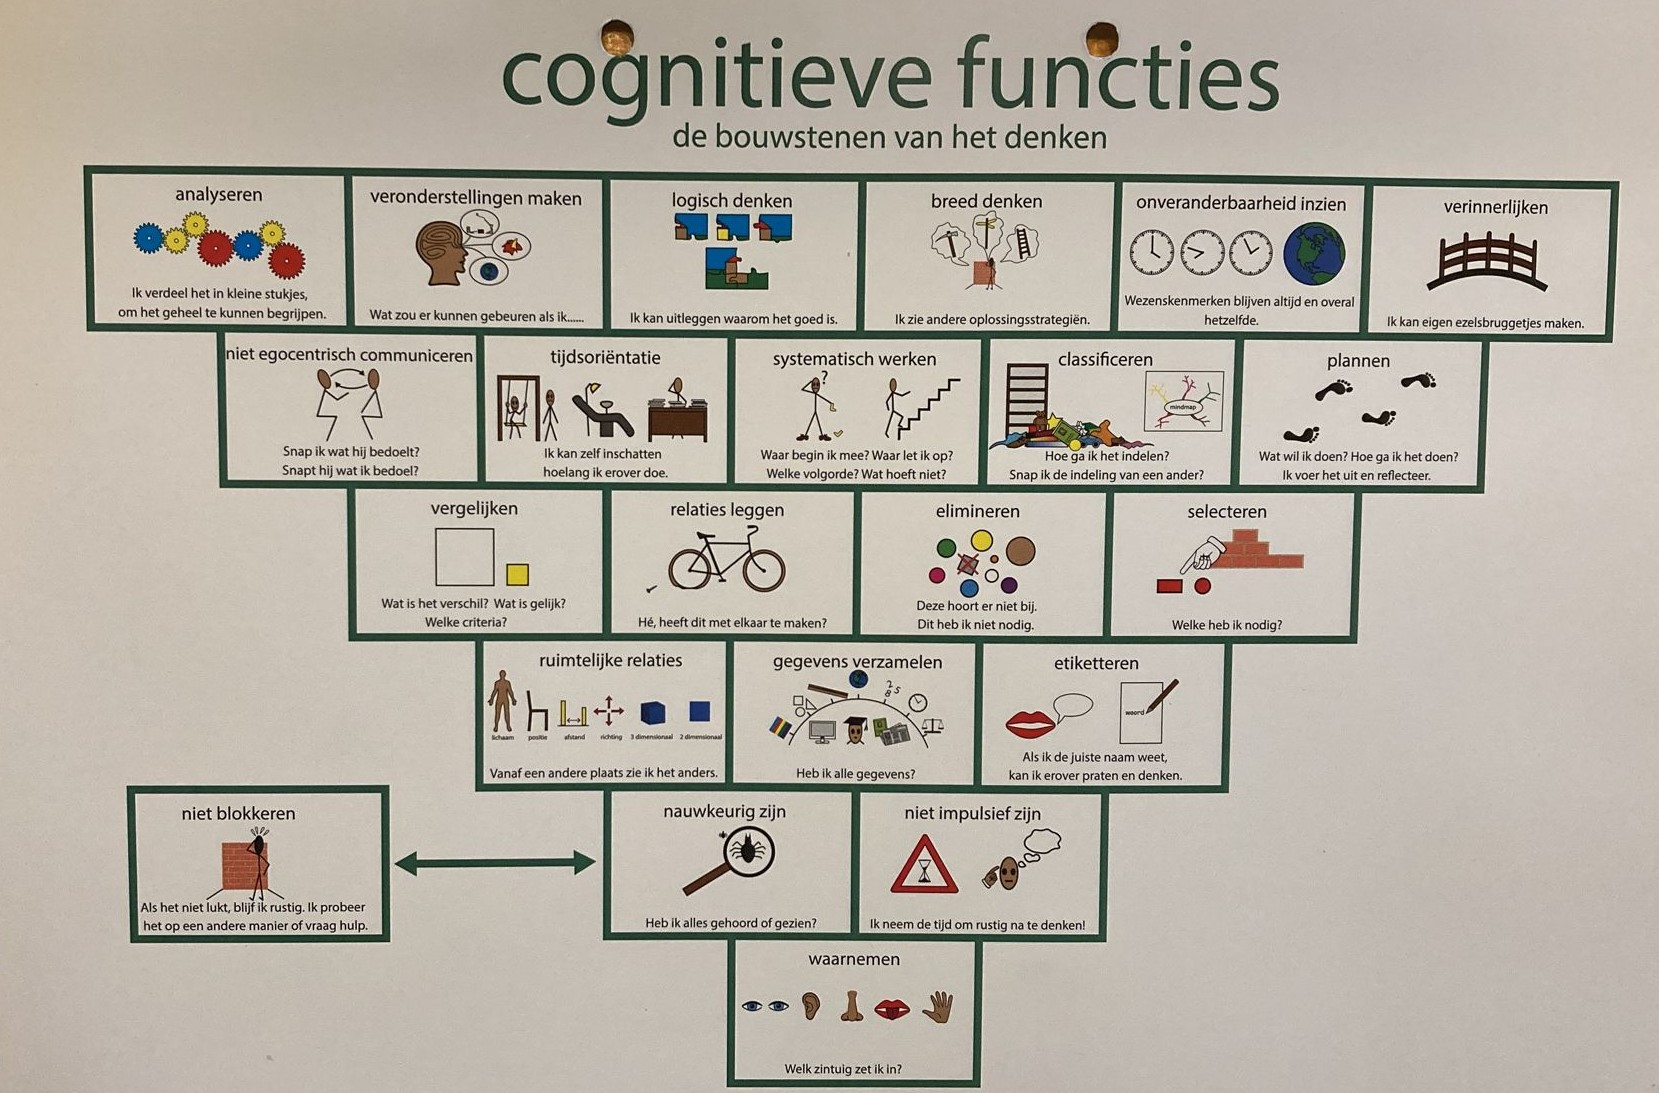 cognitieve functies
de bouwstenen van het denken
analyseren
Ik verdeel het in kleine stukjes,
om het geheel te kunnen begrijpen.
veronderstellingen maken
Wat zou er kunnen gebeuren als ik......
logisch denken
Ik kan uitleggen waarom het goed is.
breed denken
Ik zie andere oplossingsstrategiën.
onveranderbaarheid inzien
Wezenskenmerken blijven altijd en overal
hetzelfde.
verinnerlijken
Ik kan eigen ezelsbruggetjes maken.
niet egocentrisch communiceren
Snap ik wat hij bedoelt?
Snapt hij wat ik bedoel?
tijdsoriëntatie
Ik kan zelf inschatten
hoelang ik erover doe.
systematisch werken
?
Waar begin ik mee? Waar let ik op?
Welke volgorde? Wat hoeft niet?
classificeren
mindmap
Hoe ga ik het indelen?
Snap ik de indeling van een ander?
plannen
Wat wil ik doen? Hoe ga ik het doen?
Ik voer het uit en reflecteer.
vergelijken
Wat is het verschil? Wat is gelijk?
Welke criteria?
relaties leggen
Hé, heeft dit met elkaar te maken?
elimineren
Deze hoort er niet bij.
Dit heb ik niet nodig.
selecteren
Welke heb ik nodig?
ruimtelijke relaties
lichaam positie afstand richting 3 dimensionaal 2 dimensionaal
Vanaf een andere plaats zie ik het anders.
gegevens verzamelen
2
8 5
Heb ik alle gegevens?
etiketteren
woord
Als ik de juiste naam weet,
kan ik erover praten en denken.
niet blokkeren
Als het niet lukt, blijf ik rustig. Ik probeer
het op een andere manier of vraag hulp.
nauwkeurig zijn
Heb ik alles gehoord of gezien?
niet impulsief zijn
Ik neem de tijd om rustig na te denken!
waarnemen
Welk zintuig zet ik in?